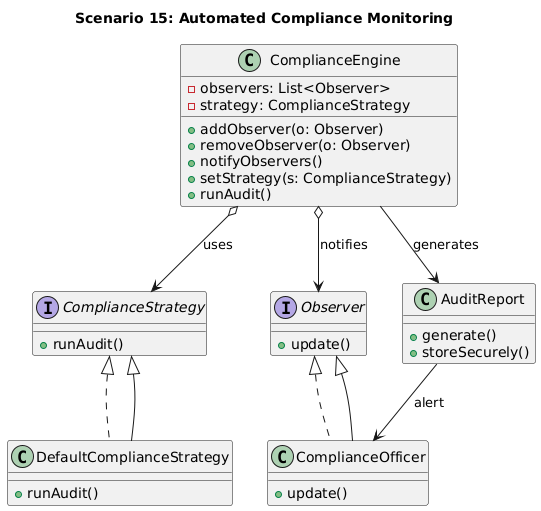 Scenario 15: Automated Compliance Monitoring
C ComplianceEngine
observers: List<Observer>
strategy: ComplianceStrategy
addObserver(o: Observer)
removeObserver(o: Observer)
notifyObservers()
setStrategy(s: ComplianceStrategy)
runAudit()
uses
notifies
generates
I ComplianceStrategy
runAudit()
I Observer
update()
C AuditReport
generate()
storeSecurely()
alert
C DefaultComplianceStrategy
runAudit()
C ComplianceOfficer
update()